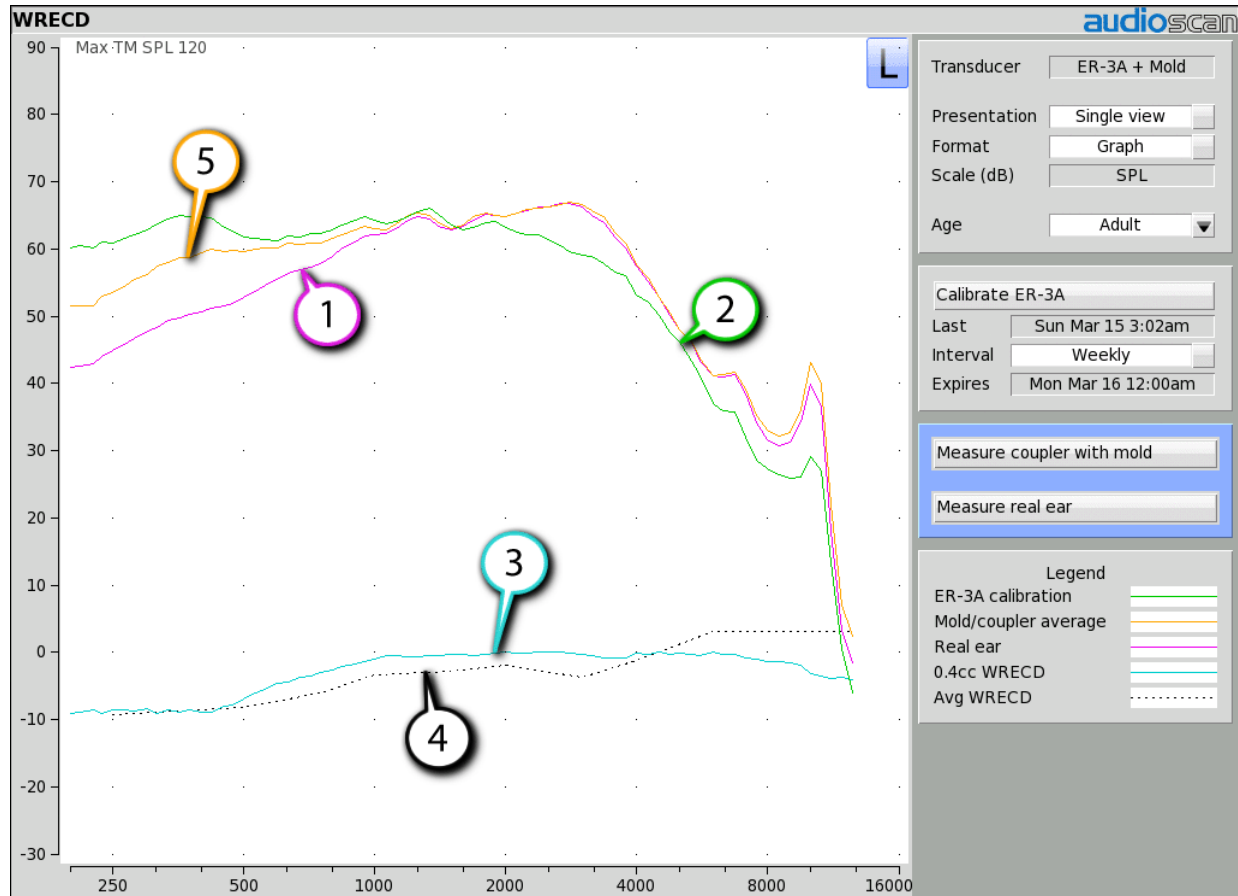 WRECD
audioscan
Max TM SPL 120
L
90
80
70
60
50
40
30
20
10
0
-10
-20
-30
250 500 1000 2000 4000 8000 16000
5
1
2
3
4
Transducer ER-3A + Mold
Presentation Single view
Format Graph
Scale (dB) SPL
Age Adult
Calibrate ER-3A
Last Sun Mar 15 3:02am
Interval Weekly
Expires Mon Mar 16 12:00am
Measure coupler with mold
Measure real ear
Legend
ER-3A calibration
Mold/coupler average
Real ear
0.4cc WRECD
Avg WRECD